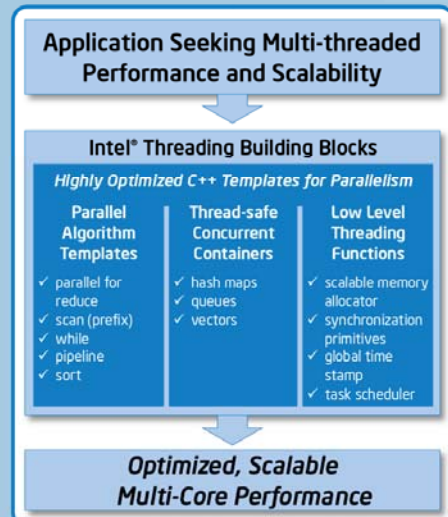 Application Seeking Multi-threaded
Performance and Scalability
Intel® Threading Building Blocks
Highly Optimized C++ Templates for Parallelism
Parallel
Algorithm
Templates
✓ parallel for
reduce
✓ scan (prefix)
✓ while
✓ pipeline
✓ sort
Thread-safe
Concurrent
Containers
✓ hash maps
✓ queues
✓ vectors
Low Level
Threading
Functions
✓ scalable memory
allocator
✓ synchronization
primitives
✓ global time
stamp
✓ task scheduler
Optimized, Scalable
Multi-Core Performance